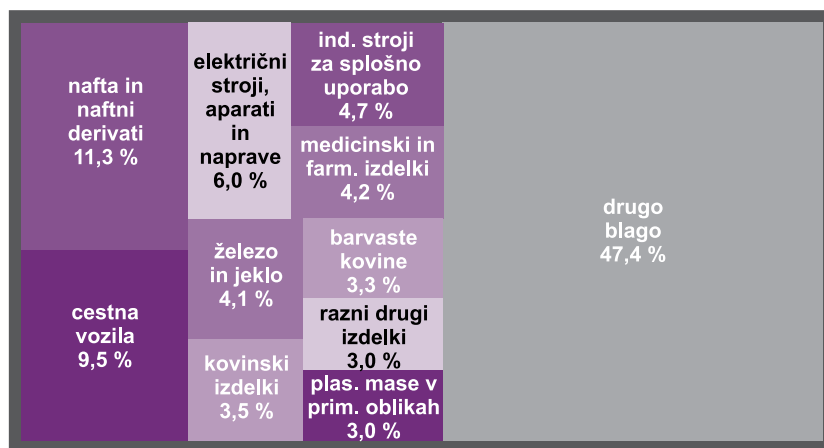 nafta in
naftni
derivati
11,3 %
cestna
vozila
9,5 %
električni
stroji,
aparati
in
naprave
6,0 %
železo
in jeklo
4,1 %
kovinski
izdelki
3,5 %
ind. stroji
za splošno
uporabo
4,7 %
medicinski in
farm. izdelki
4,2 %
barvaste
kovine
3,3 %
razni drugi
izdelki
3,0 %
plas. mase v
prim. oblikah
3,0 %
drugo
blago
47,4 %